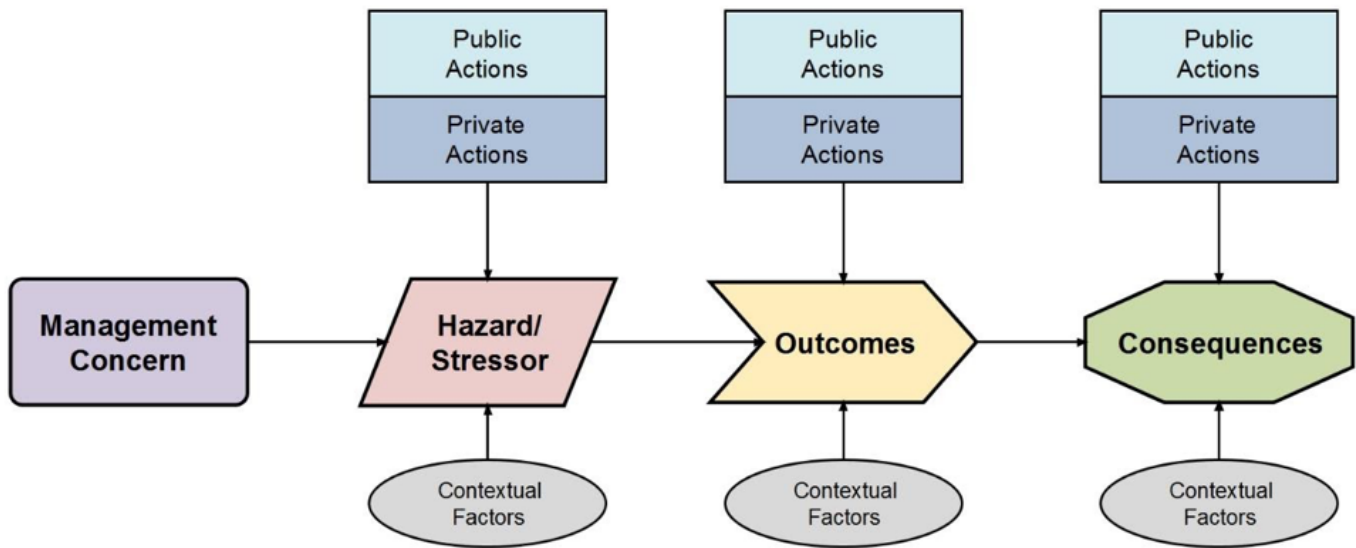 Public
Actions
Private
Actions
Public
Actions
Private
Actions
Public
Actions
Private
Actions
Management
Concern
Hazard/
Stressor
Outcomes
Consequences
Contextual
Factors
Contextual
Factors
Contextual
Factors